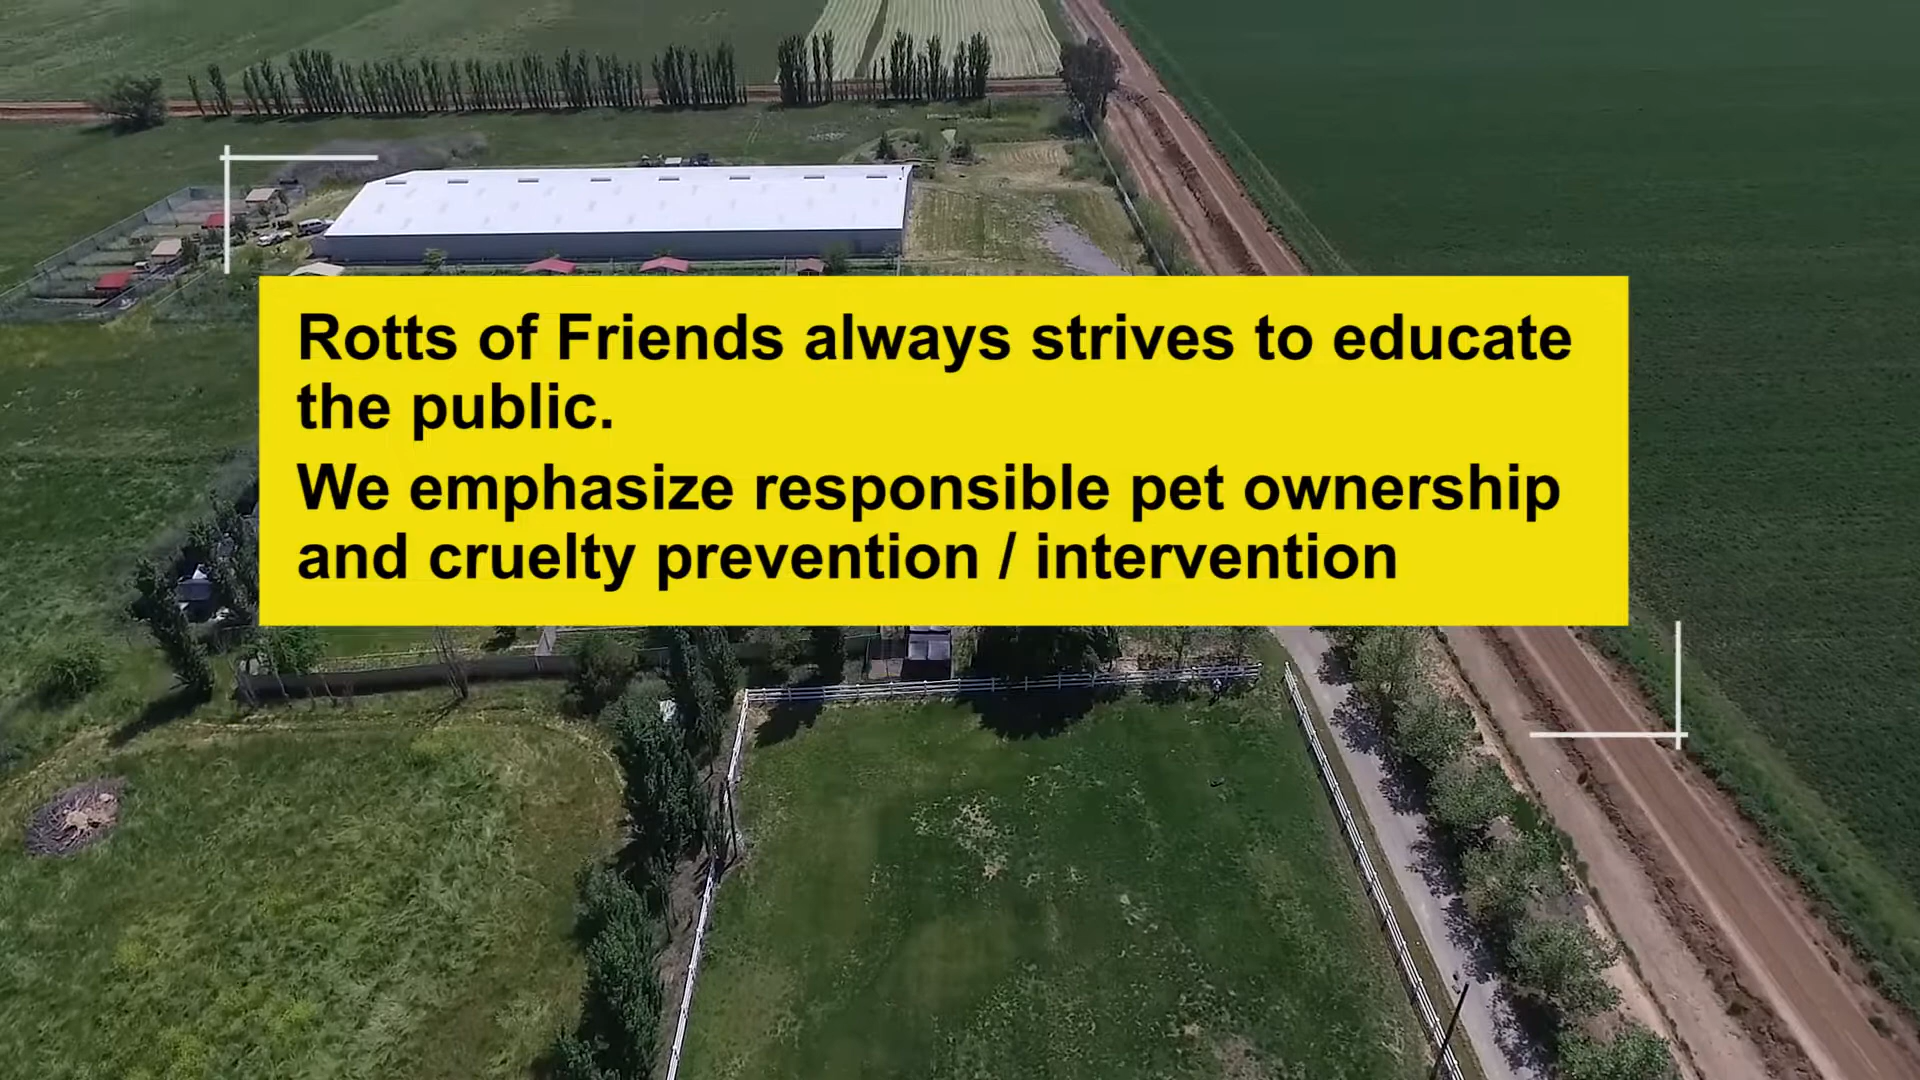 Rotts of Friends always strives to educate
the public.
We emphasize responsible pet ownership
and cruelty prevention / intervention